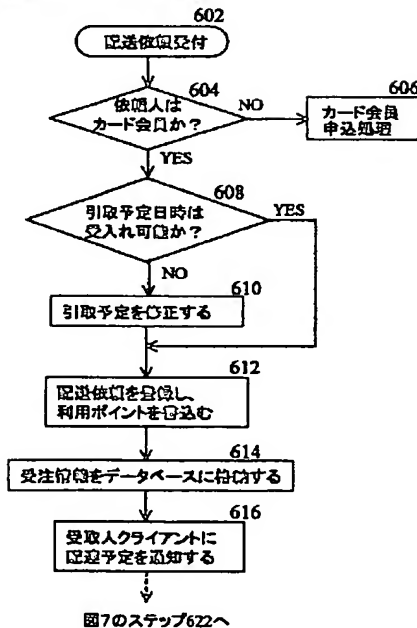 602
配送依頼受付
604
依頼人は
カード会員か？
NO
606
カード会員
申込処理
YES
608
引取予定日時は
受入れ可能か？
YES
NO
610
引取予定を修正する
612
配送依頼を登録し、
利用ポイントを書込む
614
受注情報をデータベースに格納する
616
受取人クライアントに
配達予定を通知する
図7のステップ622へ